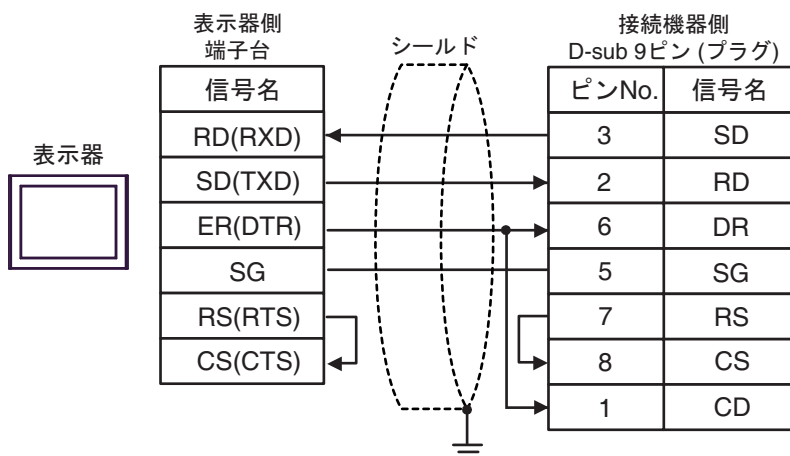 表示器側
端子台
シールド
接続機器側
D-sub 9ピン (プラグ)
表示器
信号名
RD(RXD)
SD(TXD)
ER(DTR)
SG
RS(RTS)
CS(CTS)
ピンNo. 信号名
3 SD
2 RD
6 DR
5 SG
7 RS
8 CS
1 CD